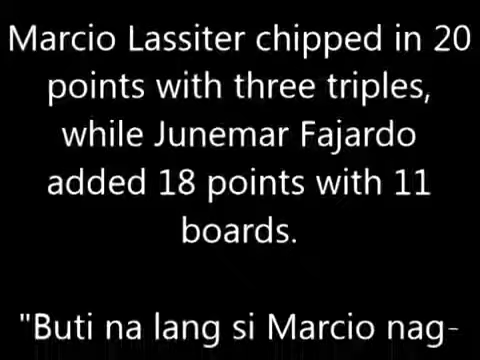 Marcio Lassiter chipped in 20
points with three triples,
while Junemar Fajardo
added 18 points with 11
boards.
"Buti na lang si Marcio nag-